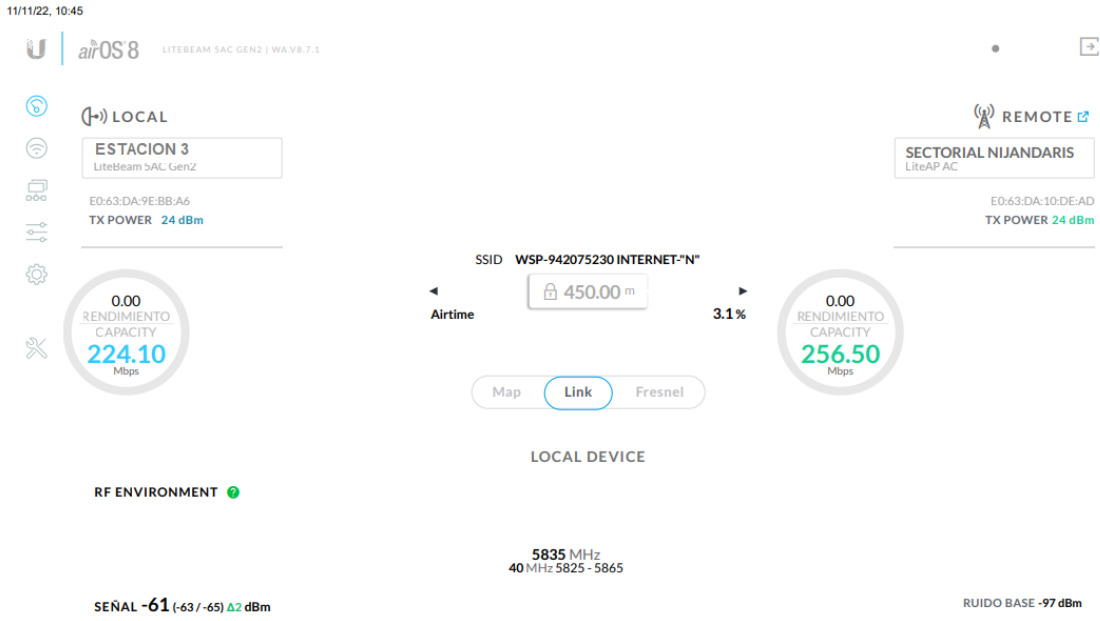 11/11/22, 10:45
airOS 8 LITEBEAM 5AC GEN2 | WA.V8.7.1
LOCAL
REMOTE
ESTACION 3
LiteBeam 5AC Gen2
SECTORIAL NIJANDARIS
LiteAP AC
E0:63:DA:9E:BB:A6
E0:63:DA:10:DE:AD
TX POWER 24 dBm
TX POWER 24 dBm
SSID WSP-942075230 INTERNET-"N"
450.00 m
Airtime 3.1 %
0.00
RENDIMIENTO
CAPACITY
224.10
Mbps
0.00
RENDIMIENTO
CAPACITY
256.50
Mbps
Map Link Fresnel
LOCAL DEVICE
RF ENVIRONMENT ?
5835 MHz
40 MHz 5825 - 5865
SEÑAL -61 (-63 / -65) Δ2 dBm
RUIDO BASE -97 dBm